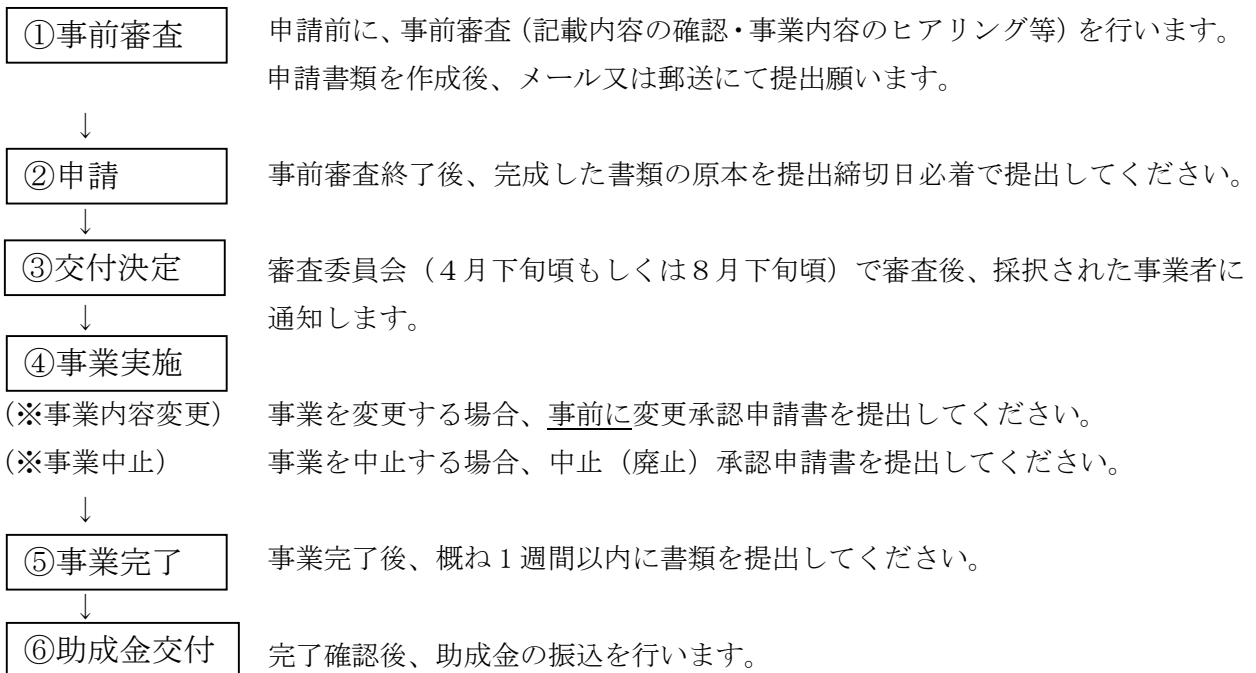 ①事前審査
申請前に、事前審査（記載内容の確認・事業内容のヒアリング等）を行います。
申請書類を作成後、メール又は郵送にて提出願います。
↓
②申請
事前審査終了後、完成した書類の原本を提出締切日必着で提出してください。
↓
③交付決定
審査委員会（４月下旬頃もしくは８月下旬頃）で審査後、採択された事業者に
通知します。
↓
④事業実施
(※事業内容変更) 事業を変更する場合、事前に変更承認申請書を提出してください。
(※事業中止) 事業を中止する場合、中止（廃止）承認申請書を提出してください。
↓
⑤事業完了
事業完了後、概ね１週間以内に書類を提出してください。
↓
⑥助成金交付
完了確認後、助成金の振込を行います。